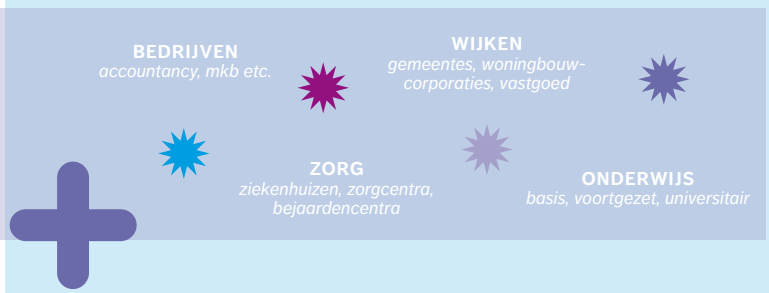 BEDRIJVEN
accountancy, mkb etc.
WIJKEN
gemeentes, woningbouw-
corporaties, vastgoed
ZORG
ziekenhuizen, zorgcentra,
bejaardencentra
ONDERWIJS
basis, voortgezet, universitair